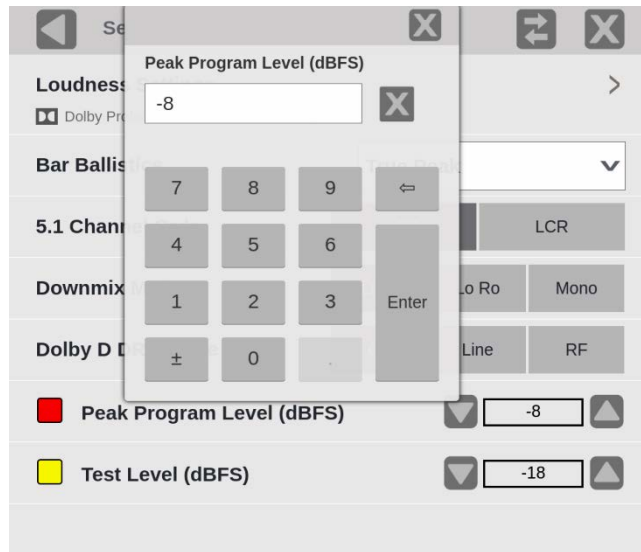 Se
Peak Program Level (dBFS)
Loudness
-8
Dolby Pro
Bar Ballistics
True Peak
7 8 9 ⇦
5.1 Chann
LCR
4 5 6
Downmix
Lo Ro
Mono
1 2 3 Enter
Dolby D D
Line
RF
± 0 .
Peak Program Level (dBFS)
-8
Test Level (dBFS)
-18